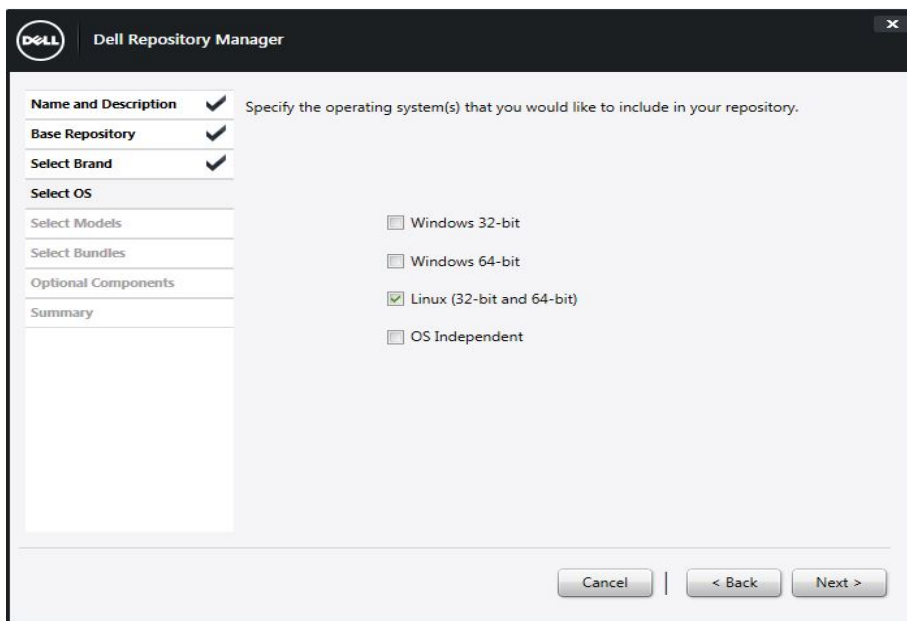 DELL
Dell Repository Manager
x
Name and Description
Base Repository
Select Brand
Select OS
Select Models
Select Bundles
Optional Components
Summary
Specify the operating system(s) that you would like to include in your repository.
Windows 32-bit
Windows 64-bit
Linux (32-bit and 64-bit)
OS Independent
Cancel
< Back
Next >